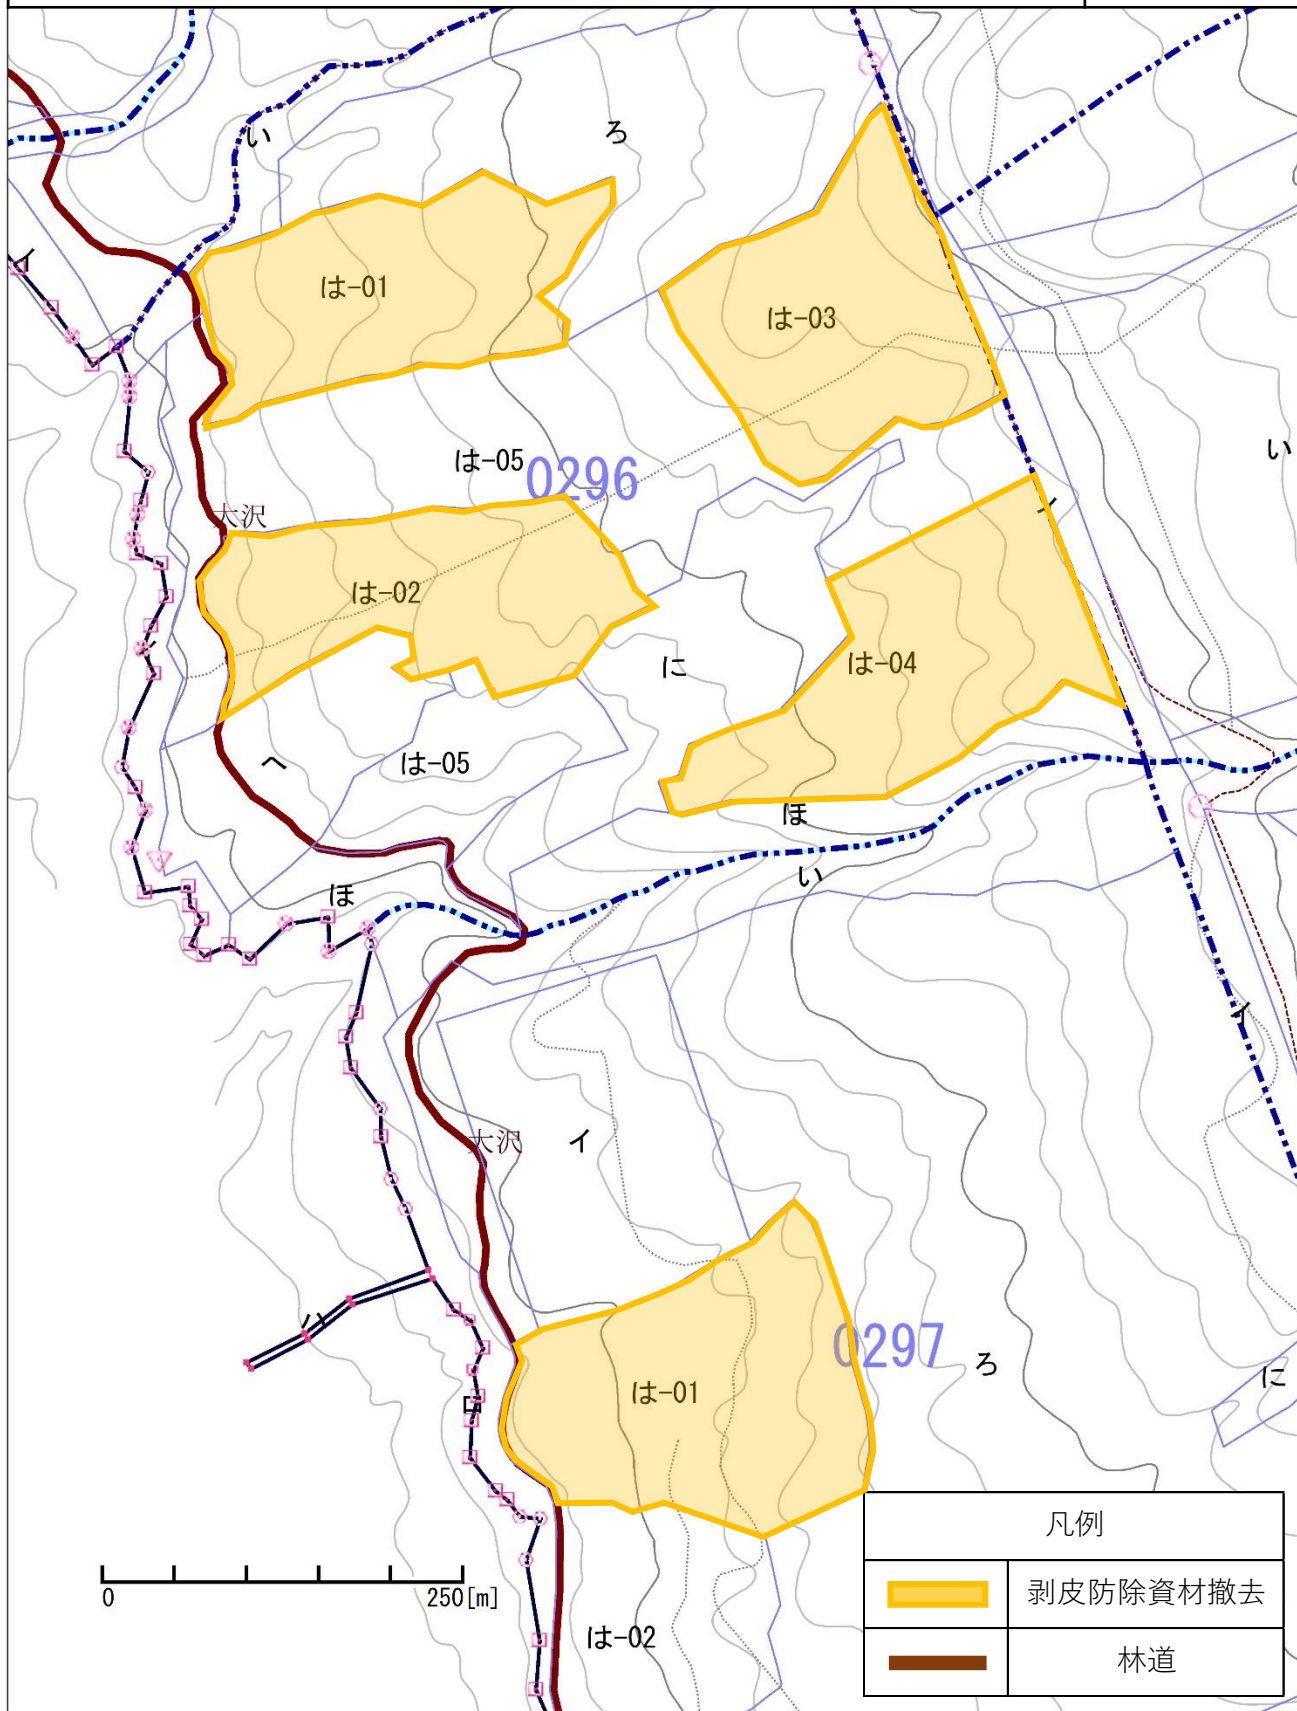 い
ろ
イ
は-01
は-03
は-05
0296
い
大沢
イ
は-02
に
は-04
へ
は-05
ほ
い
ほ
イ
大沢
イ
ハ
0297
ろ
に
は-01
ロ
凡例
剥皮防除資材撤去
0
250[m]
は-02
林道